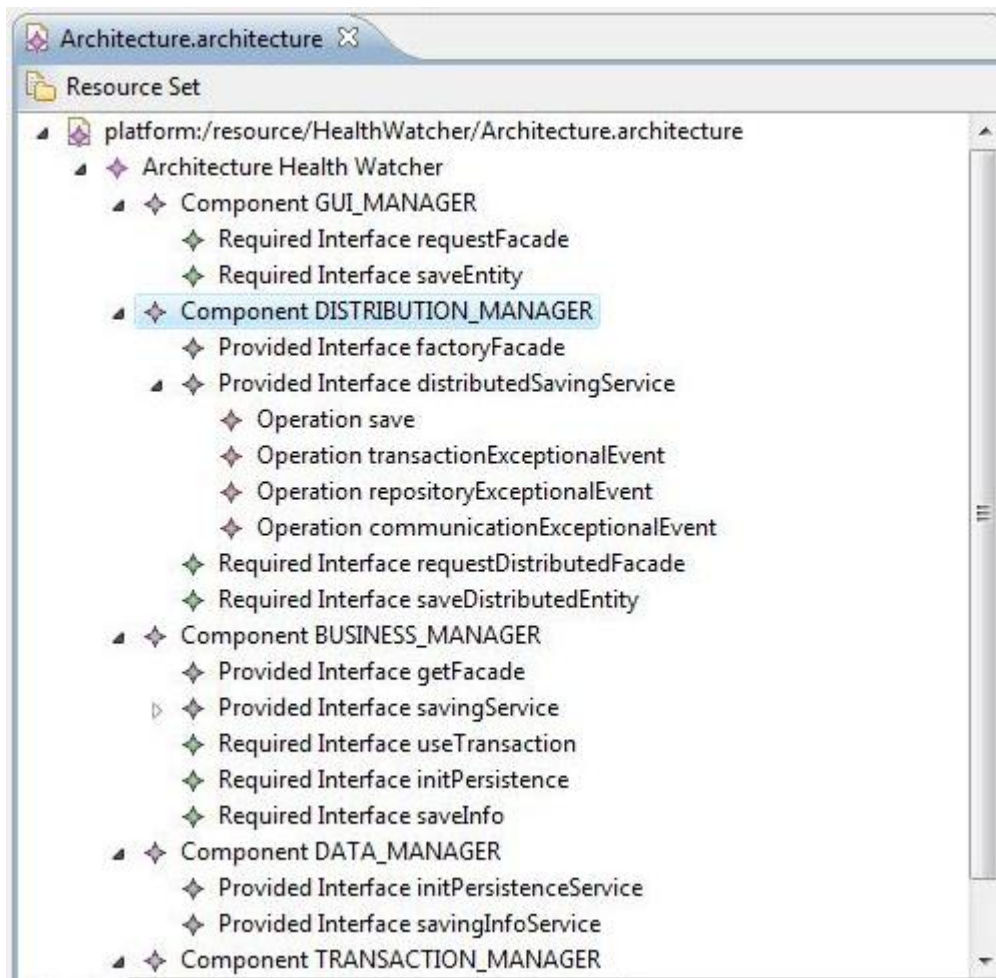 Architecture.architecture
Resource Set
platform:/resource/HealthWatcher/Architecture.architecture
Architecture Health Watcher
Component GUI_MANAGER
Required Interface requestFacade
Required Interface saveEntity
Component DISTRIBUTION_MANAGER
Provided Interface factoryFacade
Provided Interface distributedSavingService
Operation save
Operation transactionExceptionalEvent
Operation repositoryExceptionalEvent
Operation communicationExceptionalEvent
Required Interface requestDistributedFacade
Required Interface saveDistributedEntity
Component BUSINESS_MANAGER
Provided Interface getFacade
Provided Interface savingService
Required Interface useTransaction
Required Interface initPersistence
Required Interface saveInfo
Component DATA_MANAGER
Provided Interface initPersistenceService
Provided Interface savingInfoService
Component TRANSACTION_MANAGER